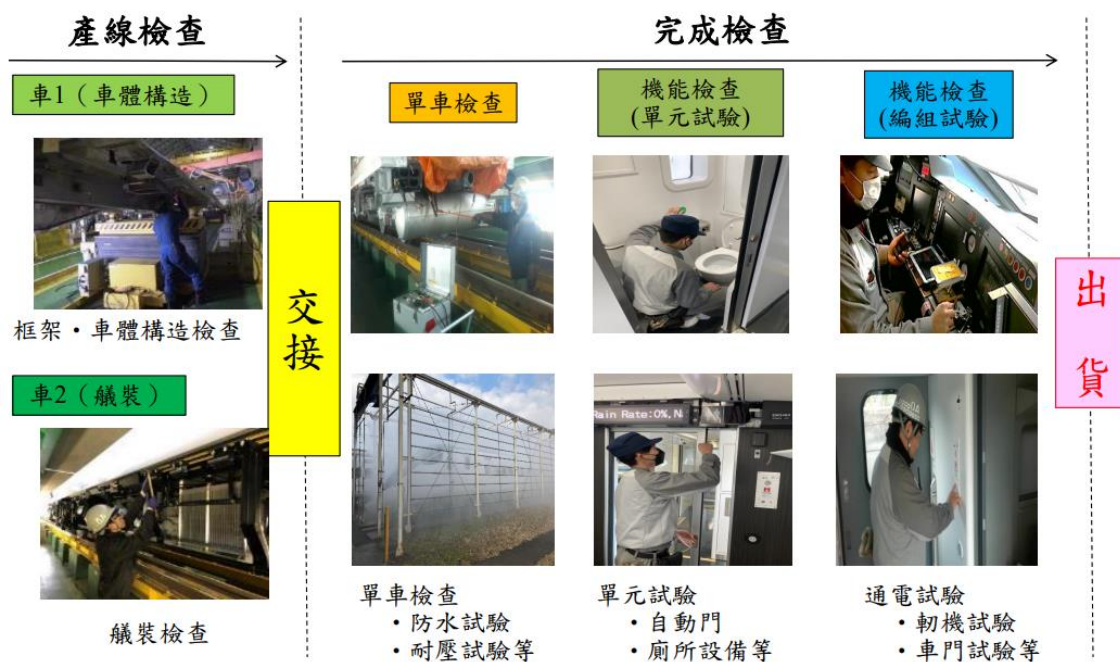 產線檢查
完成檢查
車1（車體構造）
單車檢查
機能檢查
(單元試驗)
機能檢查
(編組試驗)
框架・車體構造檢查
交接
出貨
車2（艤裝）
Rain Rate:0%,N
艤裝檢查
單車檢查
・防水試驗
・耐壓試驗等
單元試驗
・自動門
・廁所設備等
通電試驗
・軔機試驗
・車門試驗等